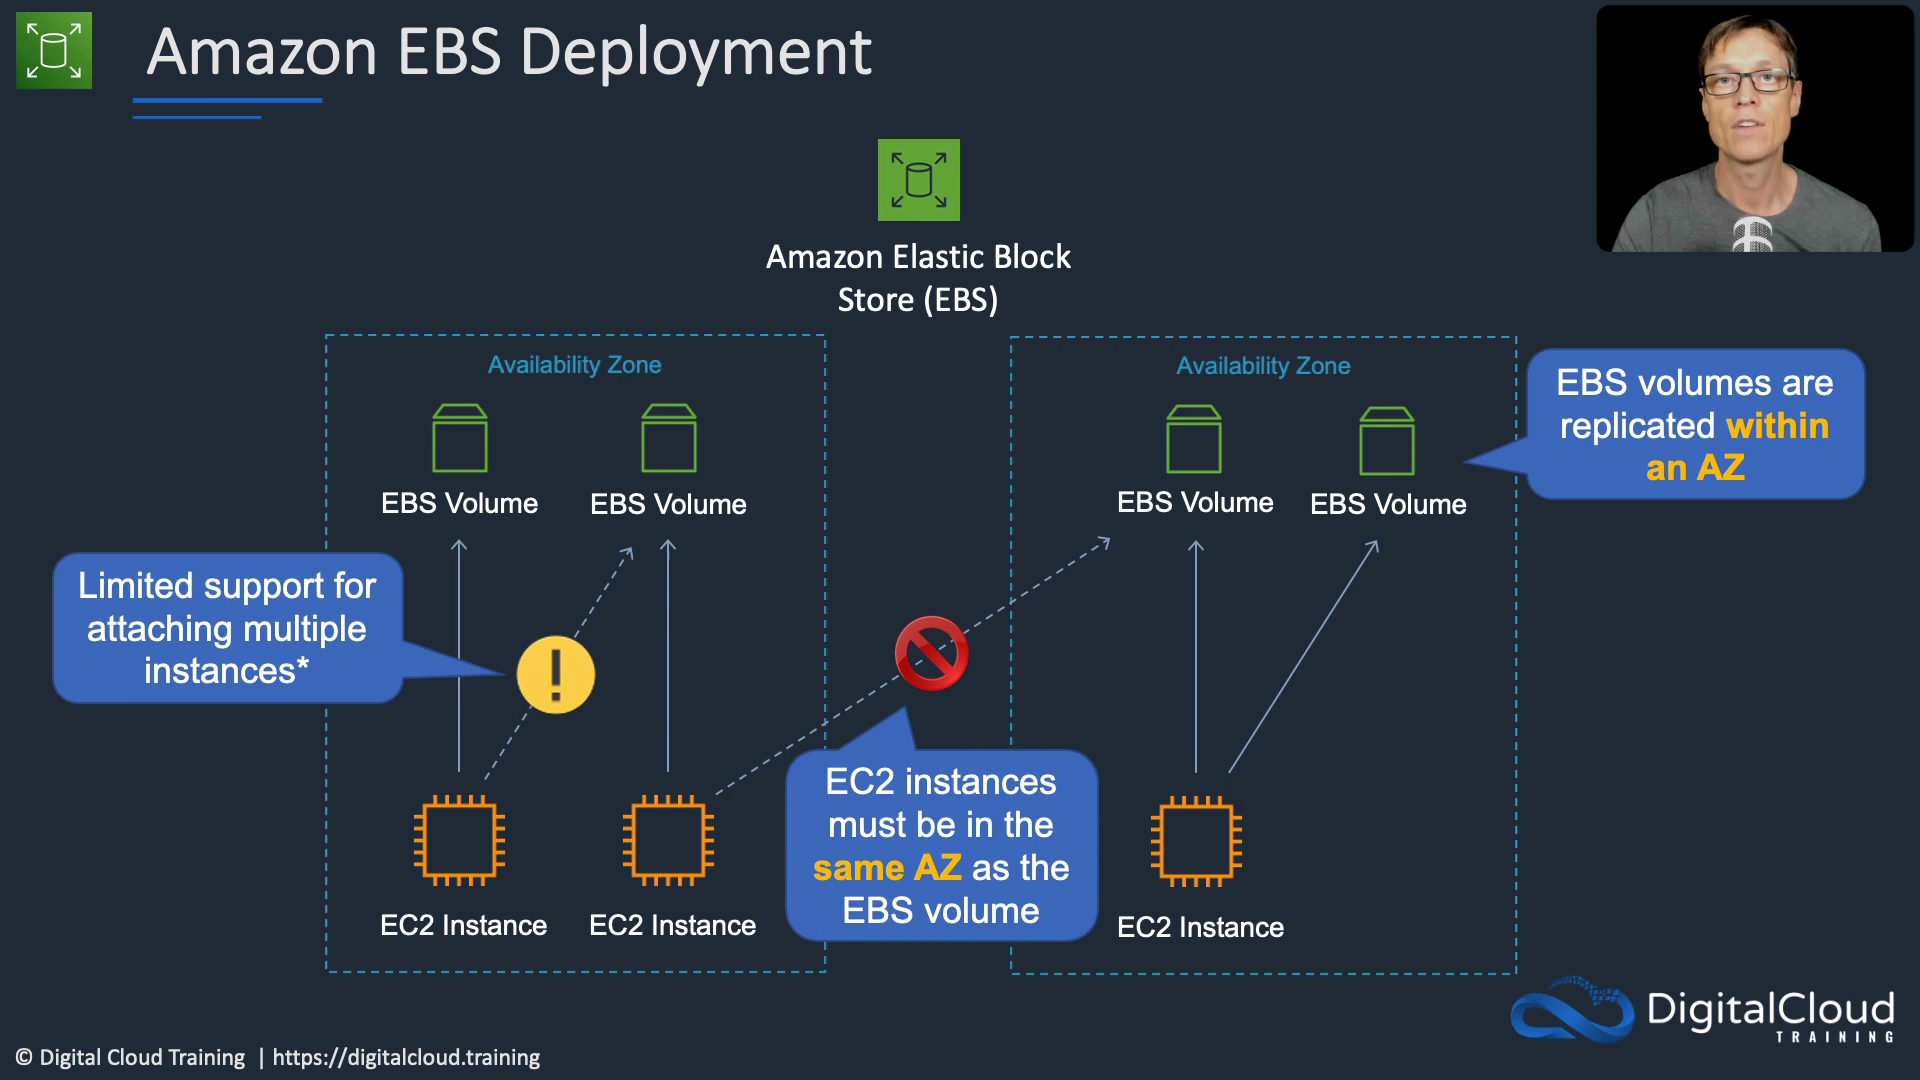 Amazon EBS Deployment
Amazon Elastic Block
Store (EBS)
Availability Zone
EBS Volume
EBS Volume
Limited support for
attaching multiple
instances*
!
EC2 Instance
EC2 Instance
EC2 instances
must be in the
same AZ as the
EBS volume
Availability Zone
EBS Volume
EBS Volume
EBS volumes are
replicated within
an AZ
EC2 Instance
DigitalCloud
TRAINING
© Digital Cloud Training | https://digitalcloud.training